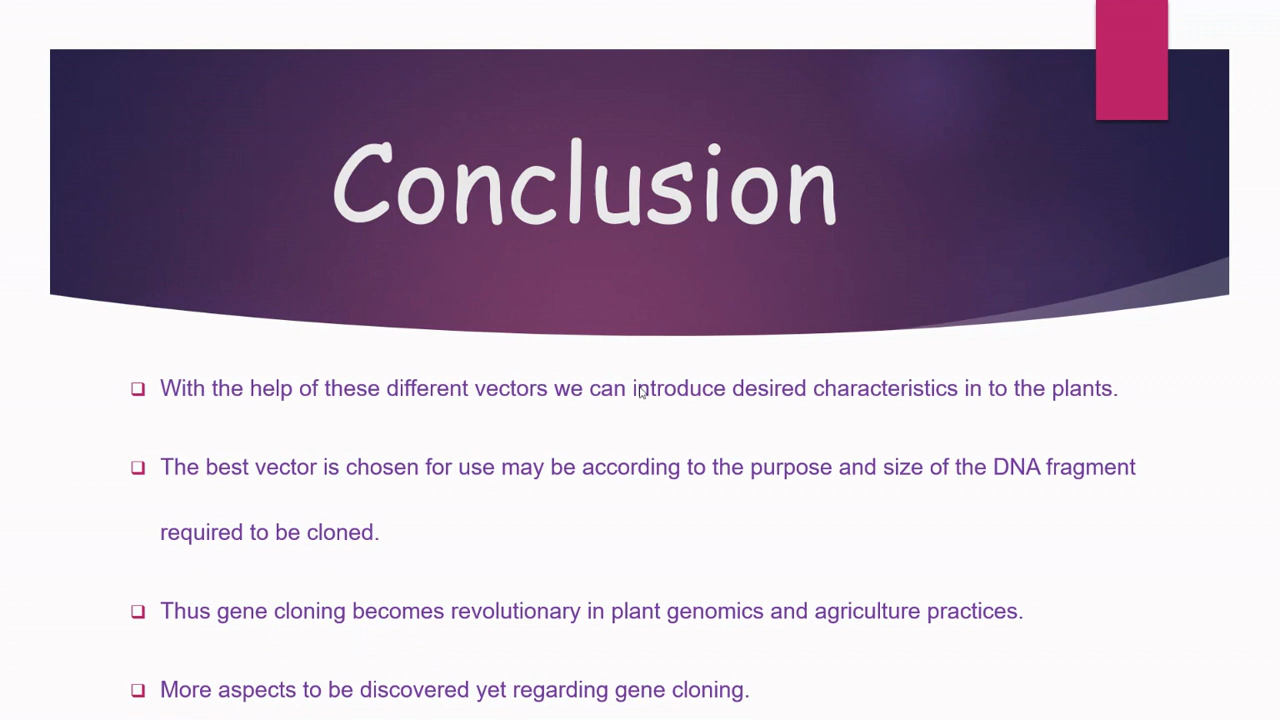 Conclusion
❑ With the help of these different vectors we can introduce desired characteristics in to the plants.
❑ The best vector is chosen for use may be according to the purpose and size of the DNA fragment
required to be cloned.
❑ Thus gene cloning becomes revolutionary in plant genomics and agriculture practices.
❑ More aspects to be discovered yet regarding gene cloning.